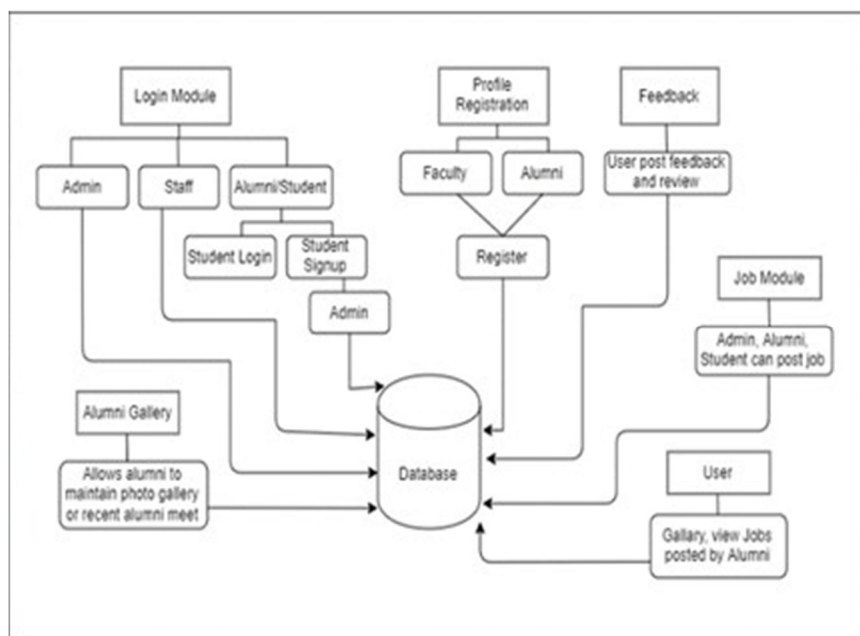 Login Module
Admin
Staff
Alumni/Student
Student Login
Student
Signup
Admin
Profile
Registration
Faculty
Alumni
Register
Feedback
User post feedback
and review
Job Module
Admin, Alumni,
Student can post job
Alumni Gallery
Allows alumni to
maintain photo gallery
or recent alumni meet
Database
User
Gallary, view Jobs
posted by Alumni